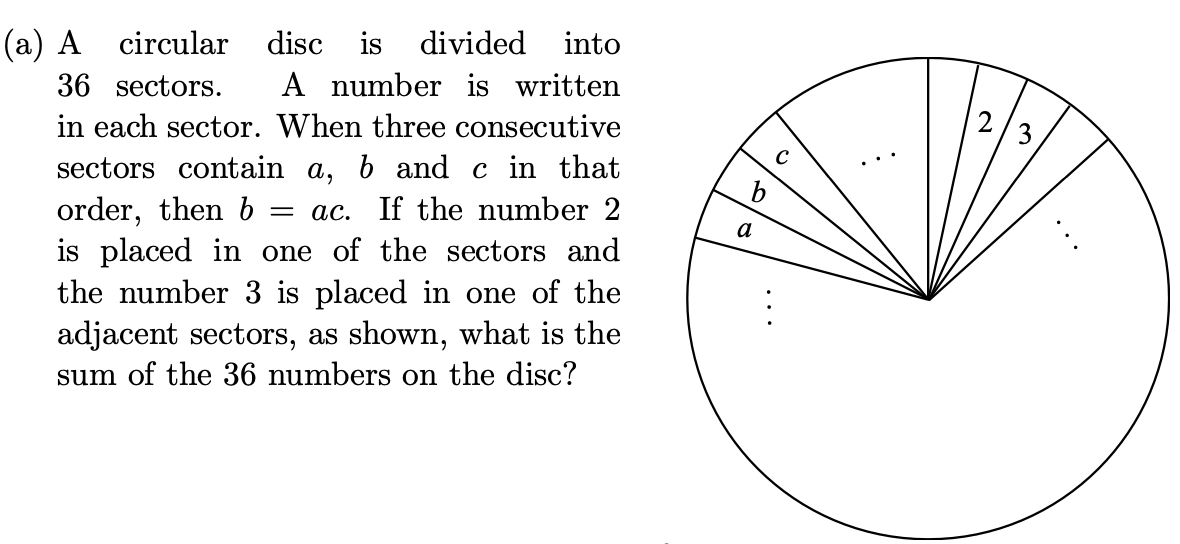 (a) A circular disc is divided into
36 sectors. A number is written
in each sector. When three consecutive
sectors contain a, b and c in that
order, then b = ac. If the number 2
is placed in one of the sectors and
the number 3 is placed in one of the
adjacent sectors, as shown, what is the
sum of the 36 numbers on the disc?
2
3
c
...
b
a
...
...